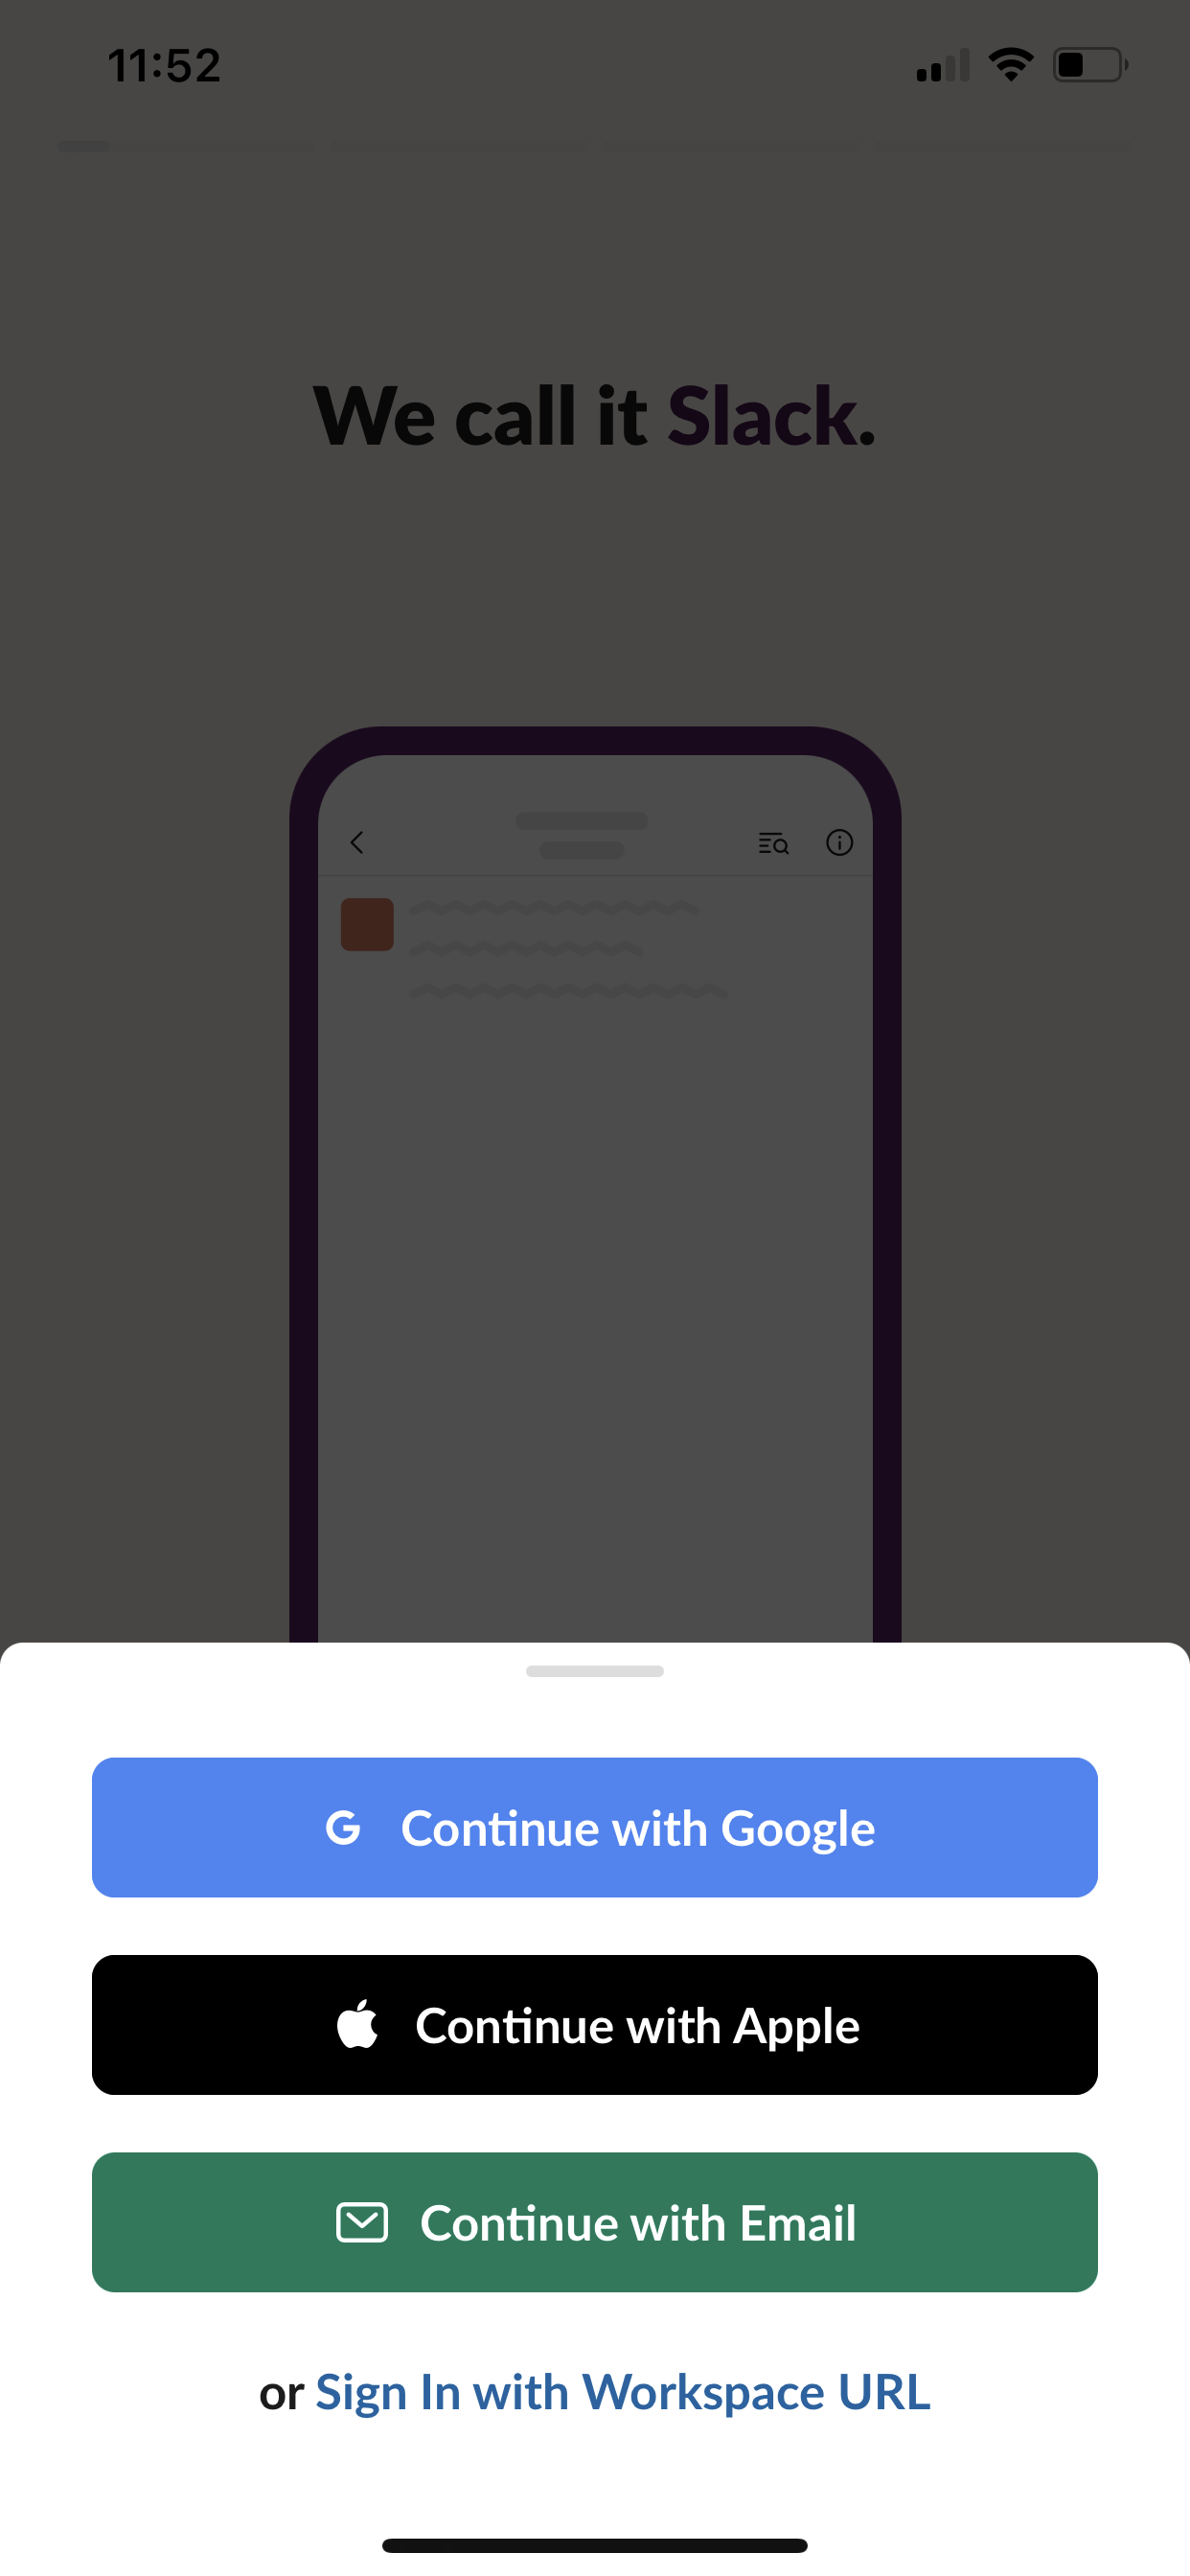 11:52
We call it Slack.
Continue with Google
Continue with Apple
Continue with Email
or Sign In with Workspace URL